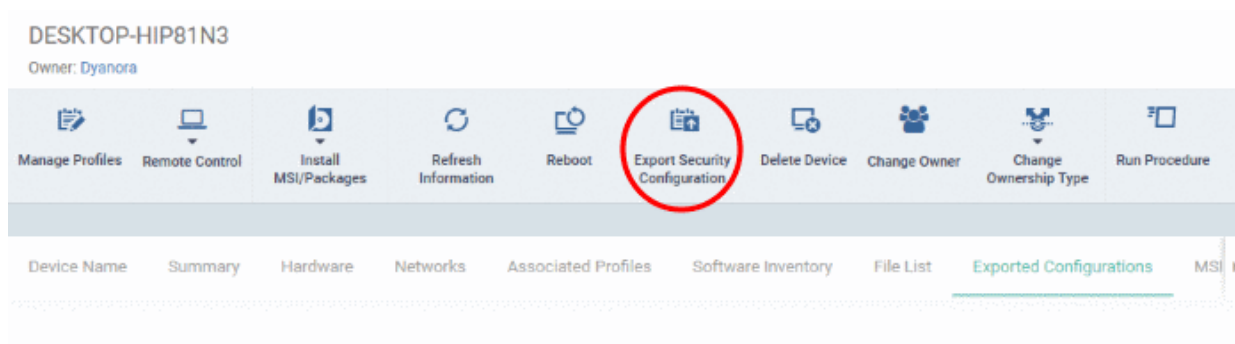 DESKTOP-HIP81N3
Owner: Dyanora
Manage Profiles
Remote Control
Install
MSI/Packages
Refresh
Information
Reboot
Export Security
Configuration
Delete Device
Change Owner
Change
Ownership Type
Run Procedure
Device Name Summary Hardware Networks Associated Profiles Software Inventory File List Exported Configurations MSI